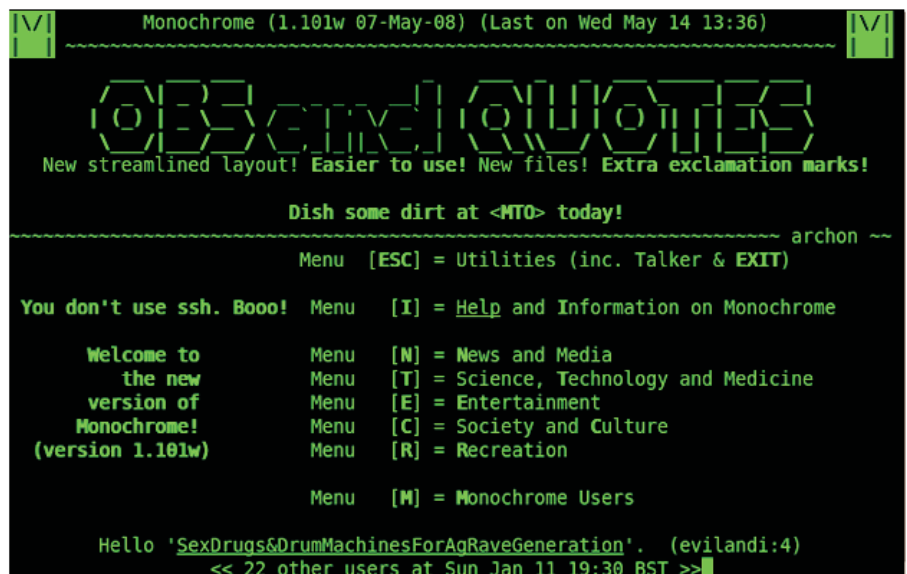 Monochrome (1.101w 07-May-08) (Last on Wed May 14 13:36)
OBS and QUOTES
New streamlined layout! Easier to use! New files! Extra exclamation marks!
Dish some dirt at <MTO> today!
archon
Menu [ESC] = Utilities (inc. Talker & EXIT)
You don't use ssh. Booo! Menu [I] = Help and Information on Monochrome
Welcome to Menu [N] = News and Media
the new Menu [T] = Science, Technology and Medicine
version of Menu [E] = Entertainment
Monochrome! Menu [C] = Society and Culture
(version 1.101w) Menu [R] = Recreation
Menu [M] = Monochrome Users
Hello 'SexDrugs&DrumMachinesForAgRaveGeneration'. (evilandi:4)
<< 22 other users at Sun Jan 11 19:30 BST >>